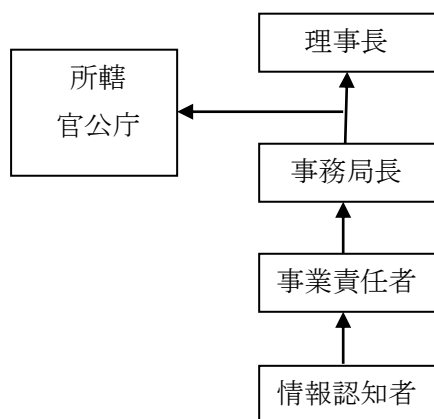 理事長
所轄
官公庁
事務局長
事業責任者
情報認知者